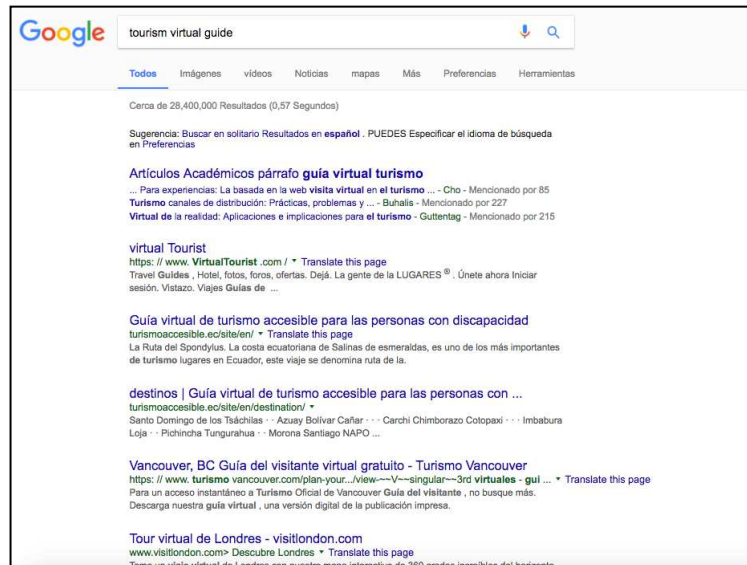 Google
tourism virtual guide
Todos Imágenes vídeos Noticias mapas Más Preferencias Herramientas
Cerca de 28,400,000 Resultados (0,57 Segundos)
Sugerencia: Buscar en solitario Resultados en español . PUEDES Especificar el idioma de búsqueda
en Preferencias
Artículos Académicos párrafo guía virtual turismo
... Para experiencias: La basada en la web visita virtual en el turismo ... - Cho - Mencionado por 85
Turismo canales de distribución: Prácticas, problemas y ... - Buhalis - Mencionado por 227
Virtual de la realidad: Aplicaciones e implicaciones para el turismo - Guttentag - Mencionado por 215
virtual Tourist
https: // www. VirtualTourist .com / ▾ Translate this page
Travel Guides , Hotel, fotos, foros, ofertas. Dejá. La gente de la LUGARES ® . Únete ahora Iniciar
sesión. Vistazo. Viajes Guías de ...
Guía virtual de turismo accesible para las personas con discapacidad
turismoaccesible.ec/site/en/ ▾ Translate this page
La Ruta del Spondylus. La costa ecuatoriana de Salinas de esmeraldas, es uno de los más importantes
de turismo lugares en Ecuador, este viaje se denomina ruta de la.
destinos | Guía virtual de turismo accesible para las personas con ...
turismoaccesible.ec/site/en/destination/ ▾
Santo Domingo de los Tsáchilas · · Azuay Bolívar Cañar · · · Carchi Chimborazo Cotopaxi · · · Imbabura
Loja · · Pichincha Tungurahua · · Morona Santiago NAPO ...
Vancouver, BC Guía del visitante virtual gratuito - Turismo Vancouver
https: // www. turismo vancouver.com/plan-your.../view-~~V~~singular~~3rd virtuales - gui ... ▾ Translate this page
Para un acceso instantáneo a Turismo Oficial de Vancouver Guía del visitante , no busque más.
Descarga nuestra guía virtual , una versión digital de la publicación impresa.
Tour virtual de Londres - visitlondon.com
www.visitlondon.com> Descubre Londres ▾ Translate this page